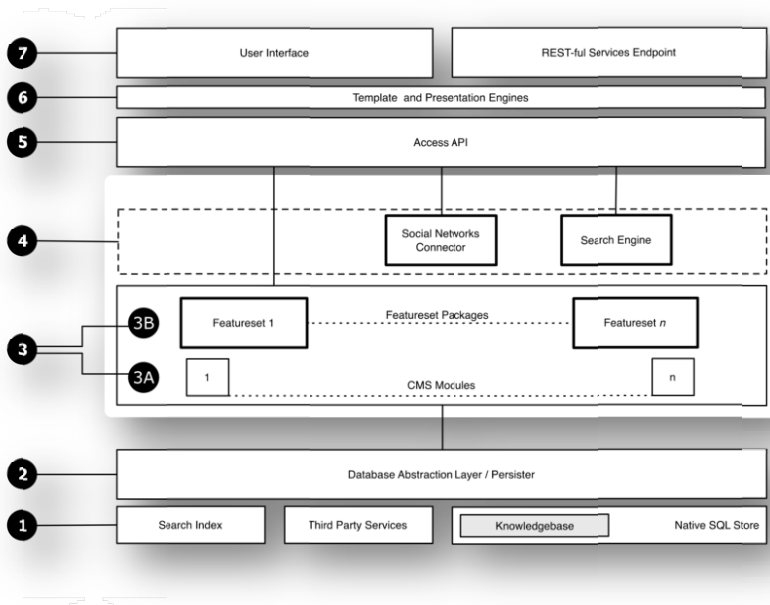 7
User Interface
REST-ful Services Endpoint
6
Template and Presentation Engines
5
Access API
4
Social Networks
Connector
Search Engine
3B
Featureset 1
Featureset Packages
Featureset n
3
3A
1
CMS Modules
n
2
Database Abstraction Layer / Persister
1
Search Index
Third Party Services
Knowledgebase
Native SQL Store